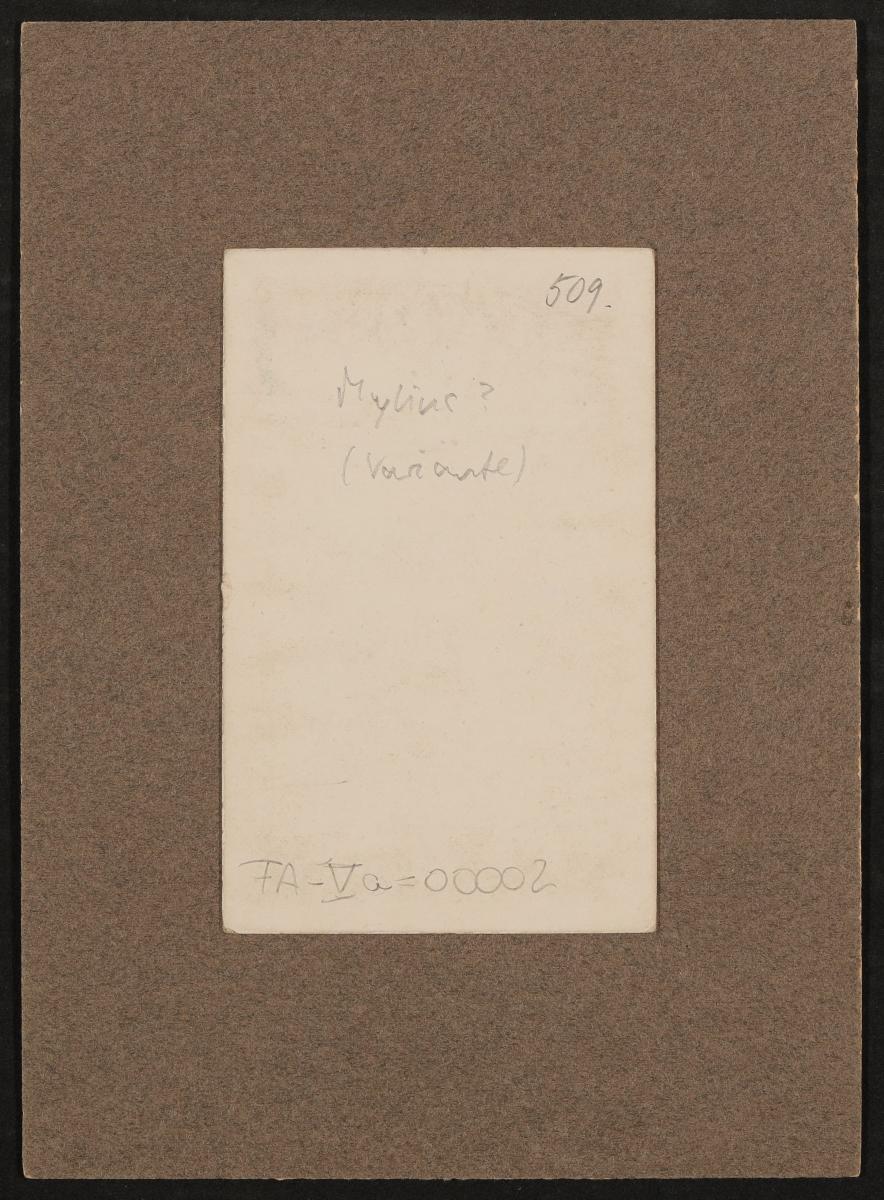 509.
Mylius?
(Variante)
FA-Va-00002